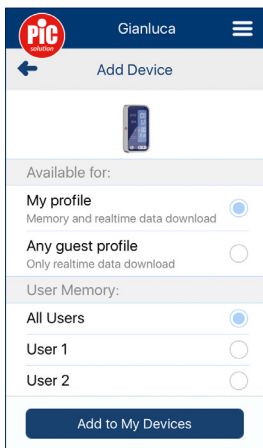 PiC
solution
Gianluca
Add Device
Available for:
My profile
Memory and realtime data download
Any guest profile
Only realtime data download
User Memory:
All Users
User 1
User 2
Add to My Devices